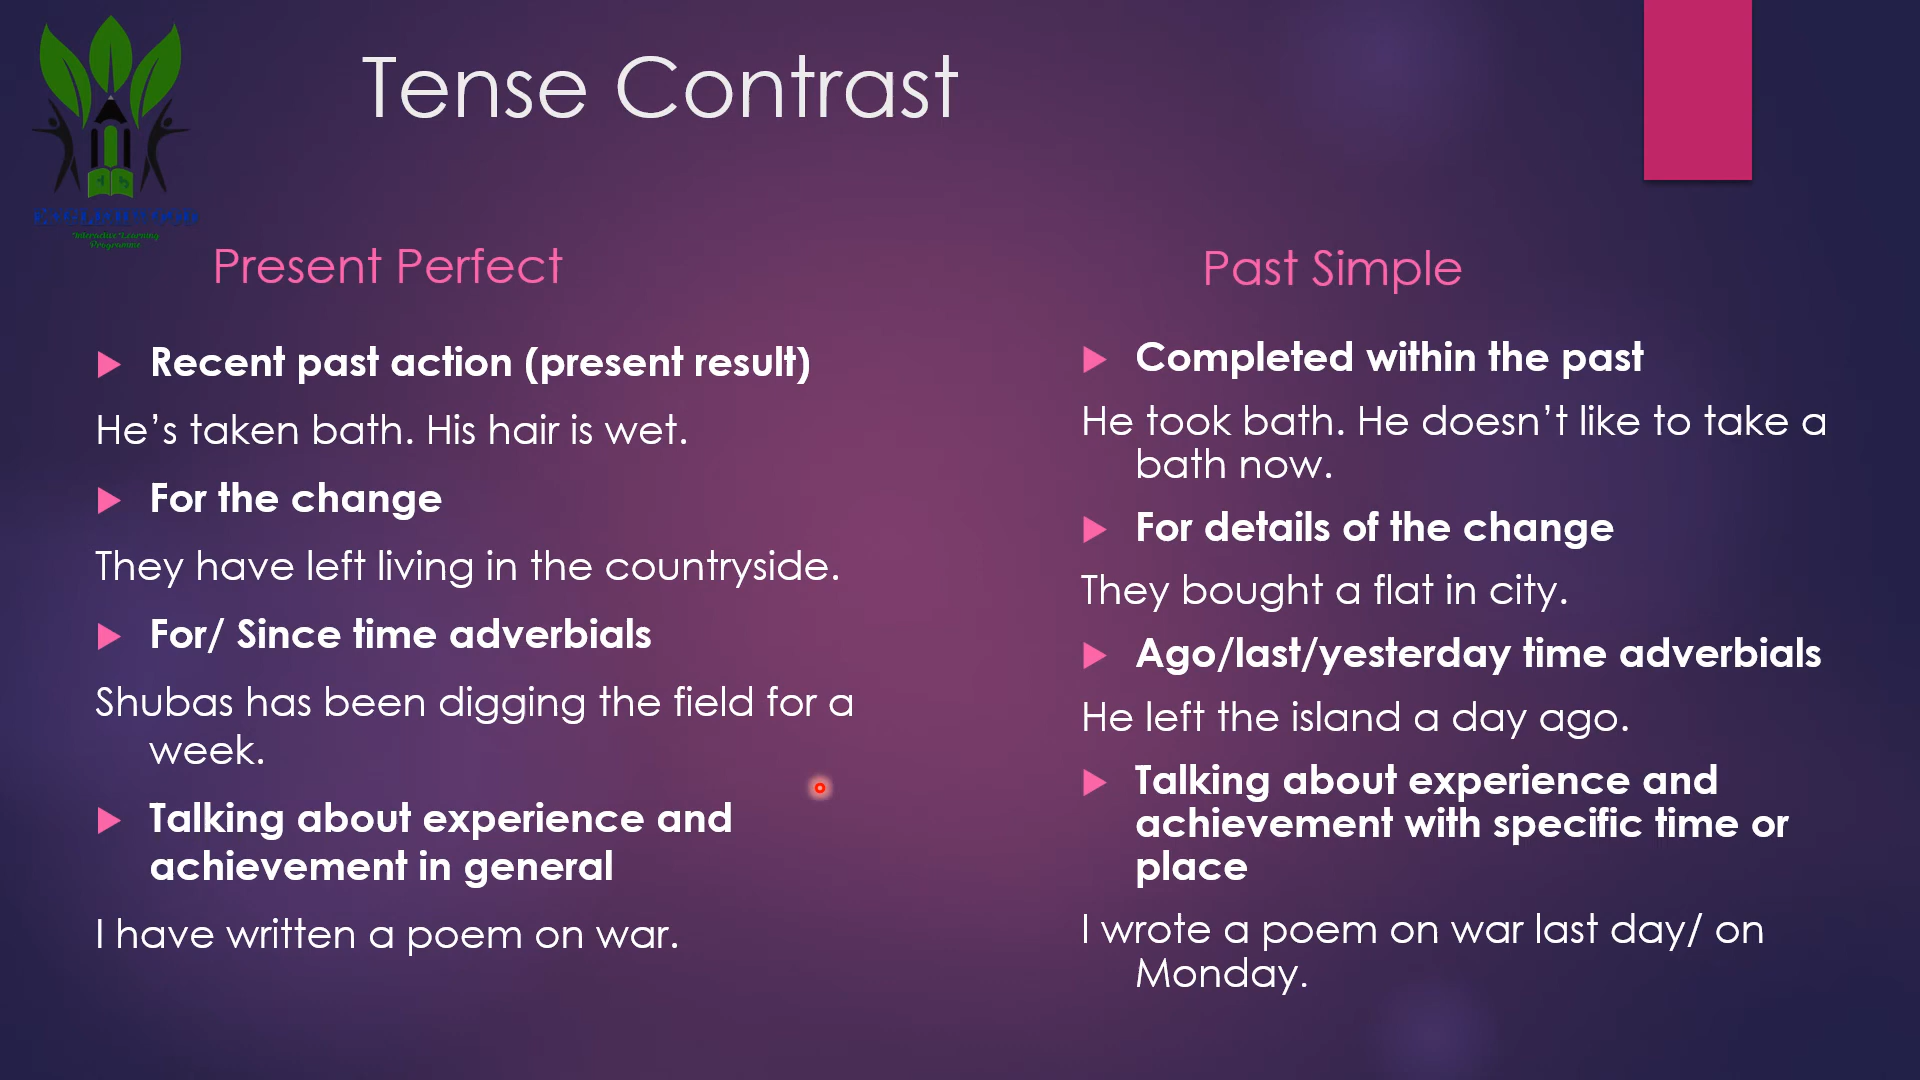 Tense Contrast
Present Perfect
Recent past action (present result)
He’s taken bath. His hair is wet.
For the change
They have left living in the countryside.
For/ Since time adverbials
Shubas has been digging the field for a
week.
Talking about experience and
achievement in general
I have written a poem on war.
Past Simple
Completed within the past
He took bath. He doesn’t like to take a
bath now.
For details of the change
They bought a flat in city.
Ago/last/yesterday time adverbials
He left the island a day ago.
Talking about experience and
achievement with specific time or
place
I wrote a poem on war last day/ on
Monday.
"Interactive Learning
Programme